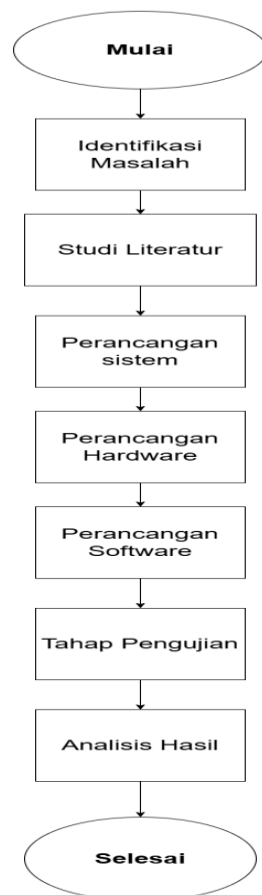 Mulai
Identifikasi
Masalah
Studi Literatur
Perancangan
sistem
Perancangan
Hardware
Perancangan
Software
Tahap Pengujian
Analisis Hasil
Selesai